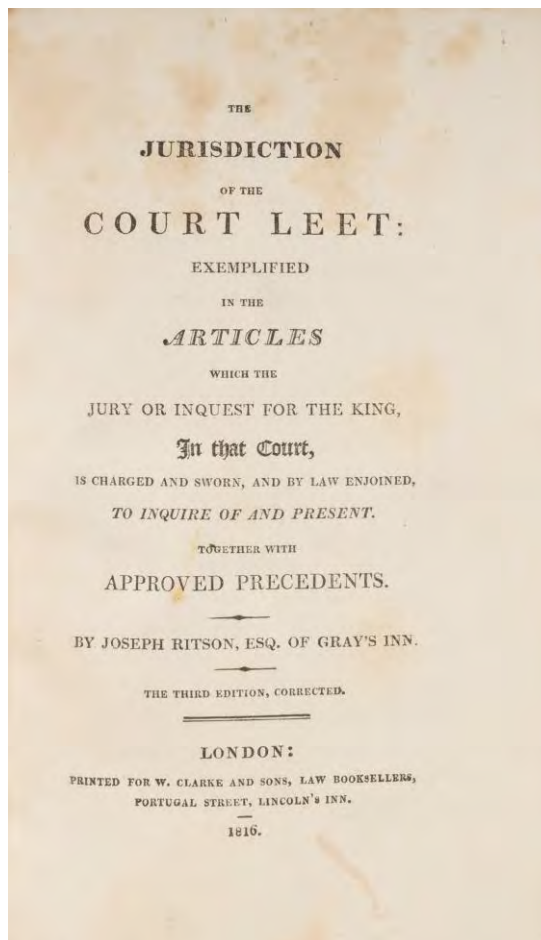 THE
JURISDICTION
OF THE
COURT LEET:
EXEMPLIFIED
IN THE
ARTICLES
WHICH THE
JURY OR INQUEST FOR THE KING,
In that Court,
IS CHARGED AND SWORN, AND BY LAW ENJOINED,
TO INQUIRE OF AND PRESENT.
TOGETHER WITH
APPROVED PRECEDENTS.
BY JOSEPH RITSON, ESQ. OF GRAY'S INN.
THE THIRD EDITION, CORRECTED.
LONDON:
PRINTED FOR W. CLARKE AND SONS, LAW BOOKSELLERS,
PORTUGAL STREET, LINCOLN'S INN.
1816.